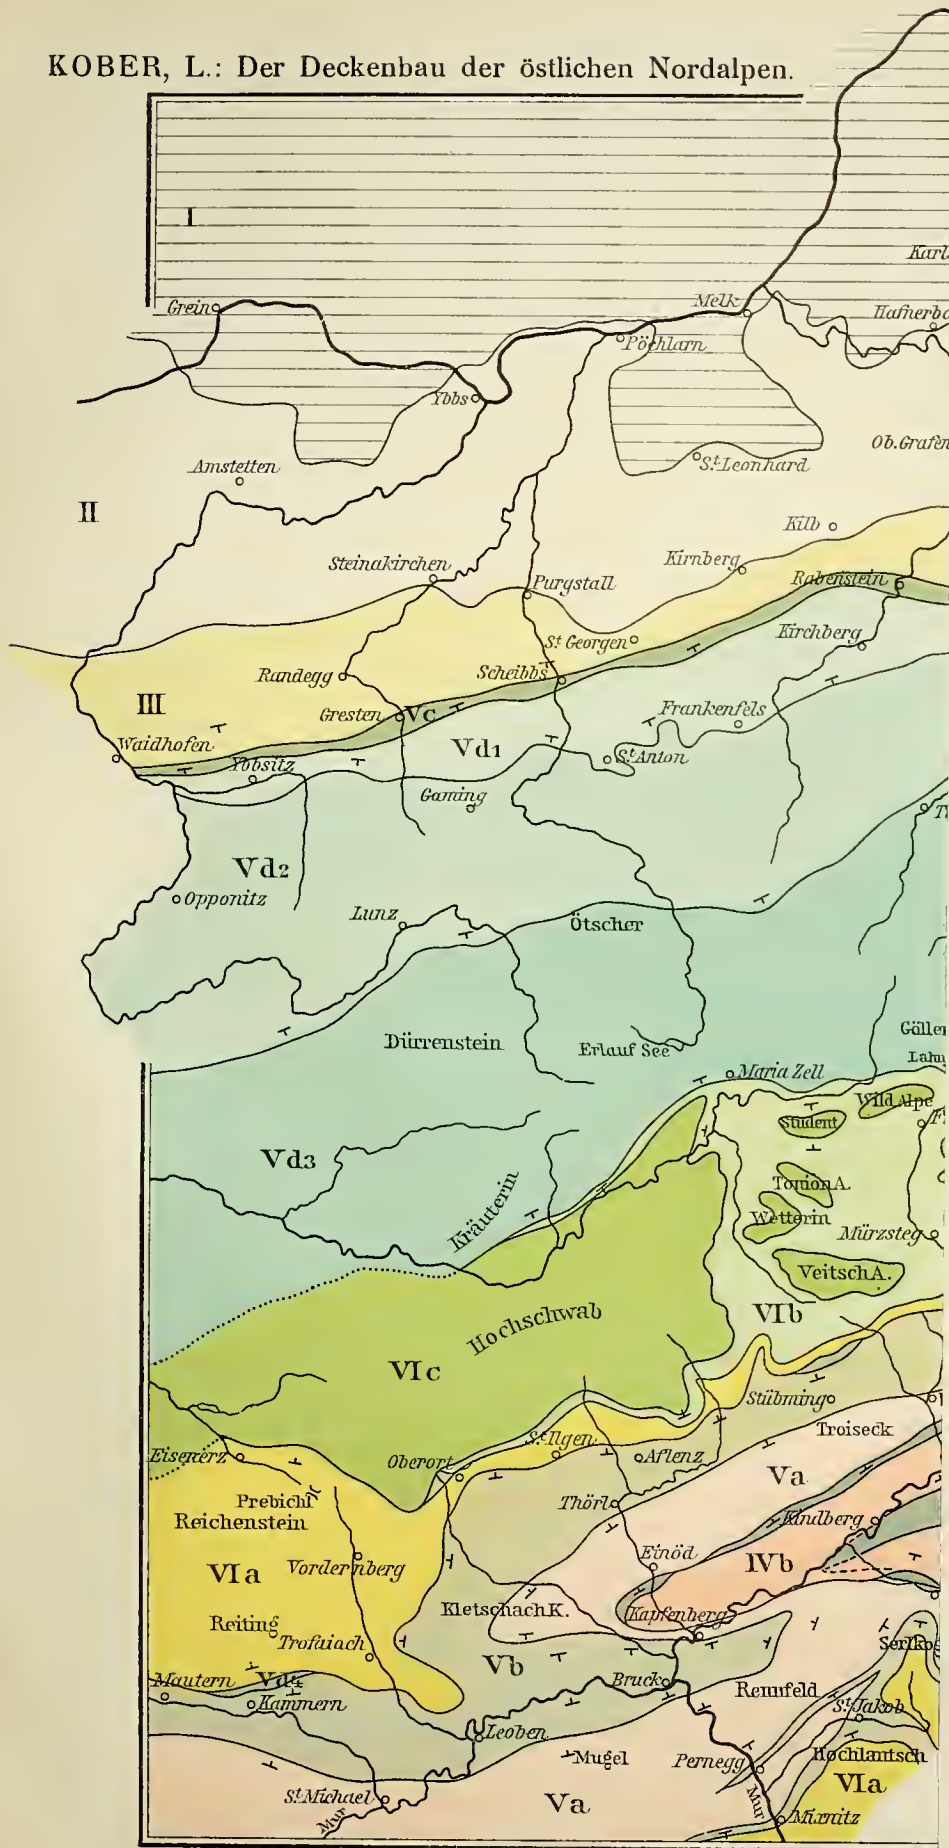 KOBER, L.: Der Deckenbau der östlichen Nordalpen.
I
Karl
Grein
Melk
Hafnerb
Pöchlarn
Ybbs
Ob. Grafen
Amstetten
St. Leonhard
II
Kilb
Steinakirchen
Kirnberg
Purgstall
Rabenstein
St Georgen
Kirchberg
Randegg
Scheibbs
III
Gresten
Vc
Frankenfels
Waidhofen
Vd1
Ybbsitz
St. Anton
Gaming
Vd2
Opponitz
Lunz
Ötscher
Göller
Dürrenstein
Erlauf See
Maria Zell
Wild Alpe
Student
Vd3
Tonion A.
Kräuterin
Wetterin
Mürzsteg
Veitsch A.
VIb
Hochschwab
VIc
Stübming
Troiseck
St. Ilgen
Eisenerz
Oberort
Aflenz
Va
Prebichl
Thörl
Kindberg
Reichenstein
Einöd
IVb
VIa
Vordernberg
Kletschach K.
Kapfenberg
Reiting
Trofaiach
Vb
Mautern
Bruck
Rennfeld
St. Jakob
Kammern
Leoben
Mugel
Pernegg
Hochlantsch
VIa
St. Michael
Va
Mur
Mur
Mixnitz